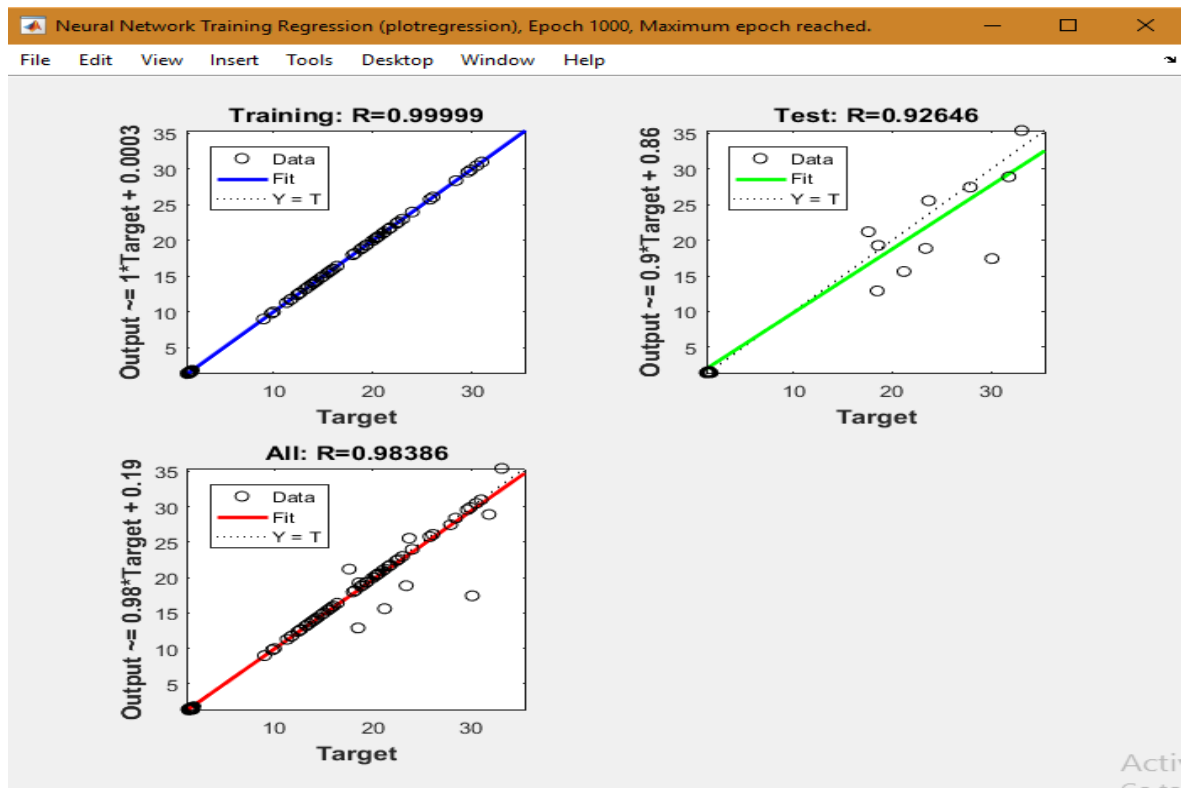 Neural Network Training Regression (plotregression), Epoch 1000, Maximum epoch reached.
File Edit View Insert Tools Desktop Window Help
Training: R=0.99999
Output ~= 1*Target + 0.0003
35
30
25
20
15
10
5
Data
Fit
Y = T
10 20 30
Target
Test: R=0.92646
Output ~= 0.9*Target + 0.86
35
30
25
20
15
10
5
Data
Fit
Y = T
10 20 30
Target
All: R=0.98386
Output ~= 0.98*Target + 0.19
35
30
25
20
15
10
5
Data
Fit
Y = T
10 20 30
Target